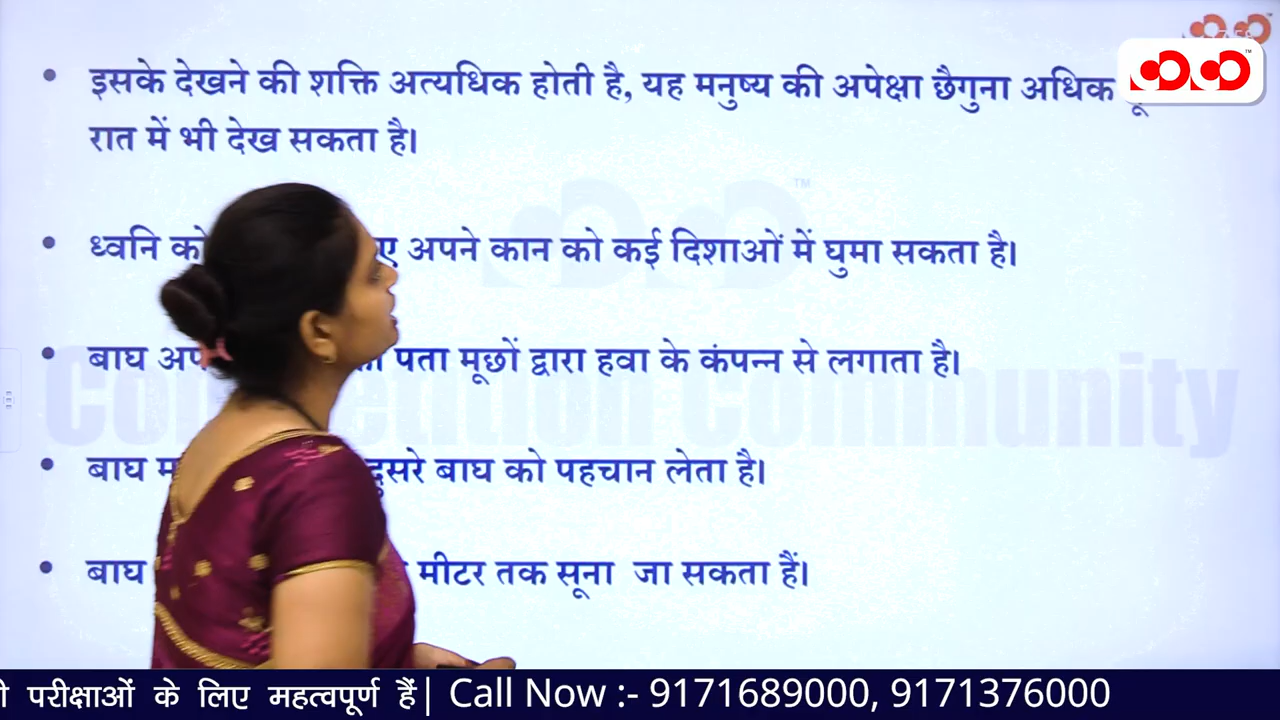 • इसके देखने की शक्ति अत्यधिक होती है, यह मनुष्य की अपेक्षा छैगुना अधिक
रात में भी देख सकता है।
• ध्वनि को अपने कान को कई दिशाओं में घुमा सकता है।
• बाघ पता मूछों द्वारा हवा के कंपन्न से लगाता है।
• बाघ दुसरे बाघ को पहचान लेता है।
• बाघ मीटर तक सूना जा सकता हैं।
Competition Community
परीक्षाओं के लिए महत्वपूर्ण हैं| Call Now :- 9171689000, 9171376000